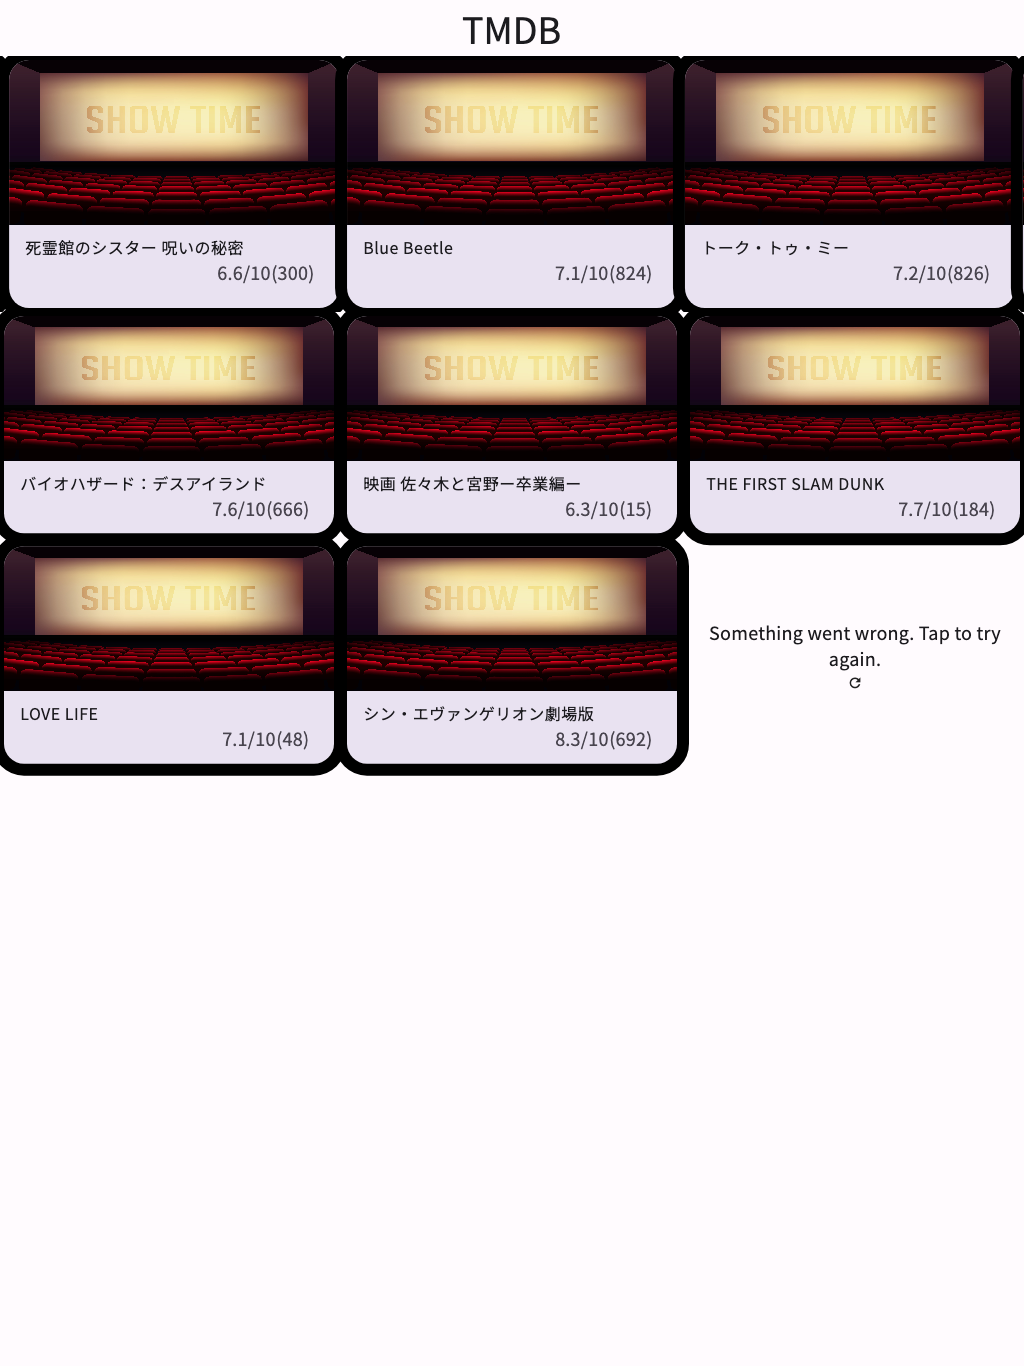 TMDB
SHOW TIME
SHOW TIME
SHOW TIME
死霊館のシスター 呪いの秘密
6.6/10(300)
Blue Beetle
7.1/10(824)
トーク・トゥ・ミー
7.2/10(826)
SHOW TIME
SHOW TIME
SHOW TIME
バイオハザード：デスアイランド
7.6/10(666)
映画 佐々木と宮野ー卒業編ー
6.3/10(15)
THE FIRST SLAM DUNK
7.7/10(184)
SHOW TIME
SHOW TIME
LOVE LIFE
7.1/10(48)
シン・エヴァンゲリオン劇場版
8.3/10(692)
Something went wrong. Tap to try
again.